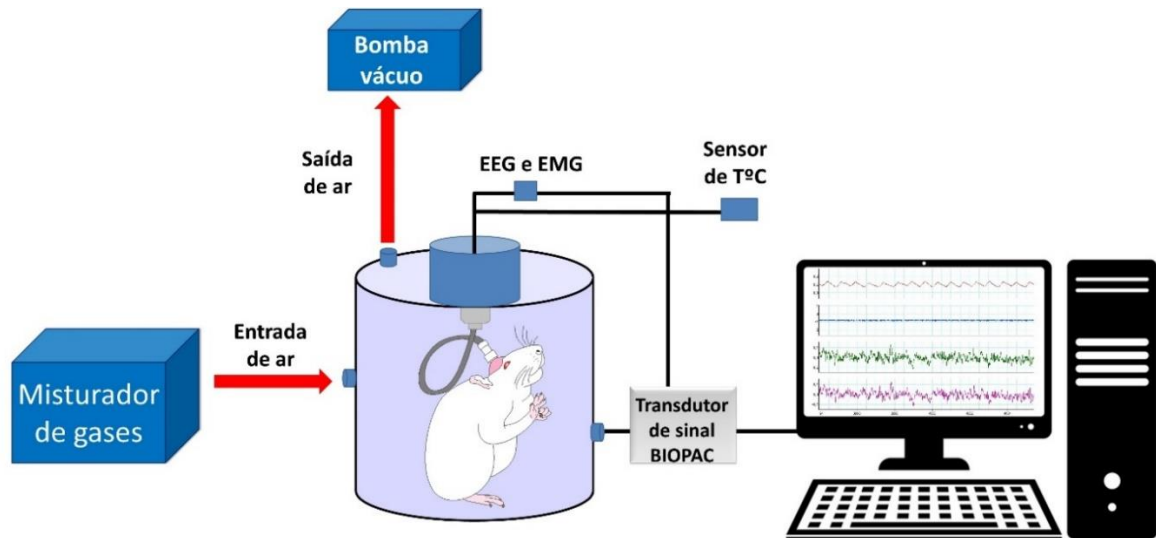 Bomba
vácuo
Saída
de ar
EEG e EMG
Sensor
de TºC
Entrada
de ar
Misturador
de gases
Transdutor
de sinal
BIOPAC